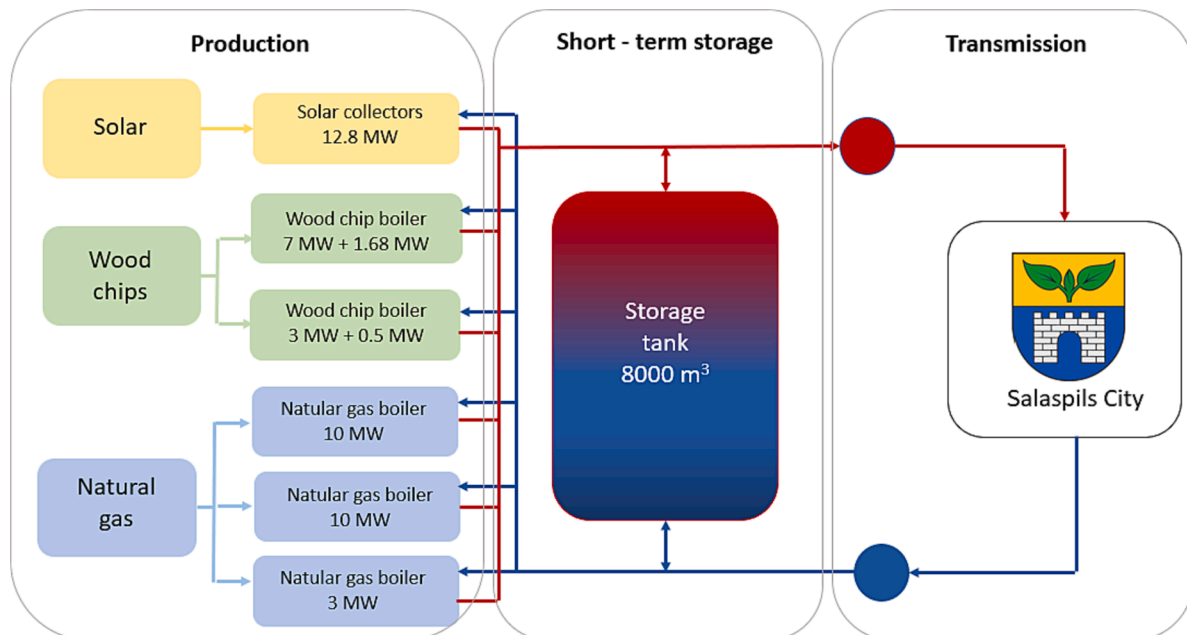 Production
Short - term storage
Transmission
Solar
Solar collectors
12.8 MW
Wood
chips
Wood chip boiler
7 MW + 1.68 MW
Wood chip boiler
3 MW + 0.5 MW
Natural
gas
Natular gas boiler
10 MW
Natular gas boiler
10 MW
Natular gas boiler
3 MW
Storage
tank
8000 m³
Salaspils City